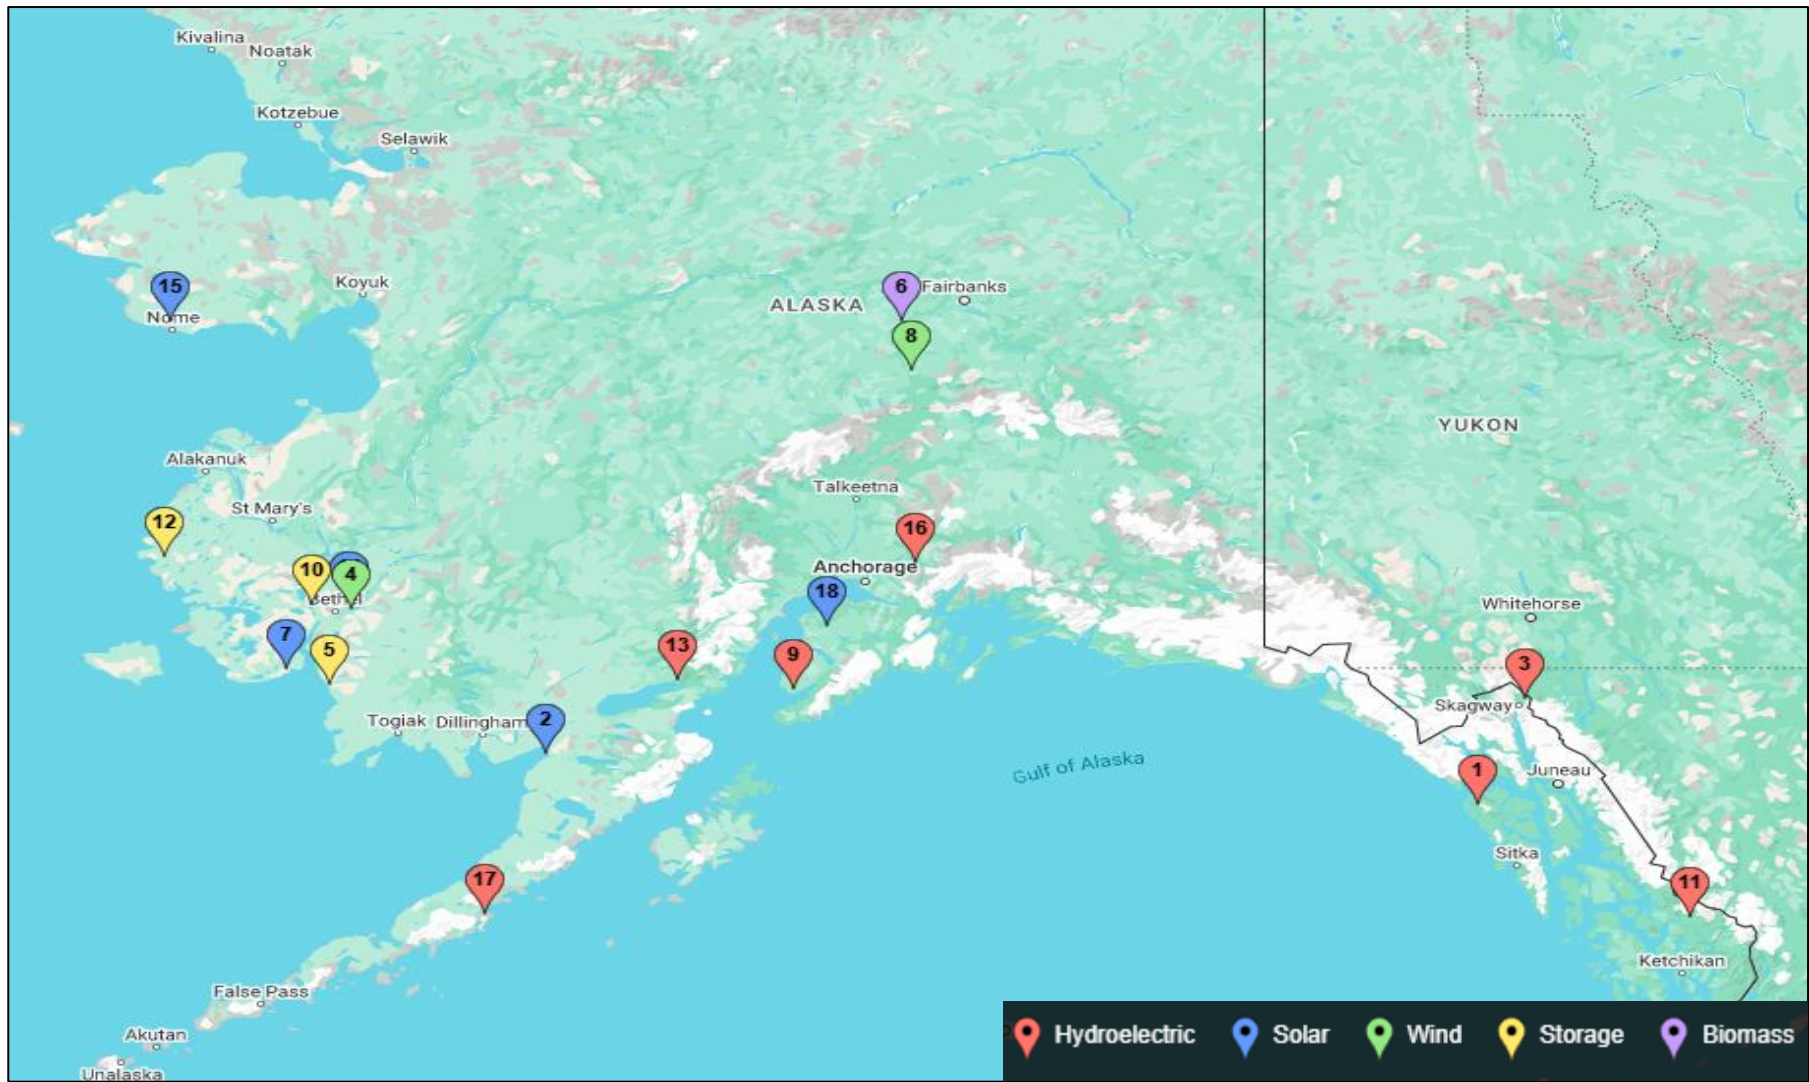 Kivalina
Noatak
Kotzebue
Selawik
15
Koyuk
Nome
6
Fairbanks
ALASKA
8
YUKON
Alakanuk
Talkeetna
St Mary's
12
16
10
4
Anchorage
Bethel
18
Whitehorse
7
5
13
9
3
Skagway
Togiak
Dillingham
2
Gulf of Alaska
1
Juneau
Sitka
17
11
Ketchikan
False Pass
Akutan
Unalaska
Hydroelectric
Solar
Wind
Storage
Biomass